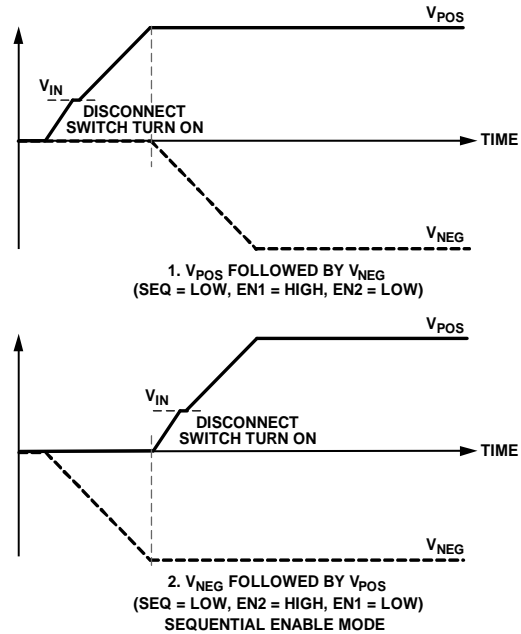 VPOS
VIN
DISCONNECT
SWITCH TURN ON
TIME
VNEG
1. VPOS FOLLOWED BY VNEG
(SEQ = LOW, EN1 = HIGH, EN2 = LOW)
VPOS
VIN
DISCONNECT
SWITCH TURN ON
TIME
VNEG
2. VNEG FOLLOWED BY VPOS
(SEQ = LOW, EN2 = HIGH, EN1 = LOW)
SEQUENTIAL ENABLE MODE